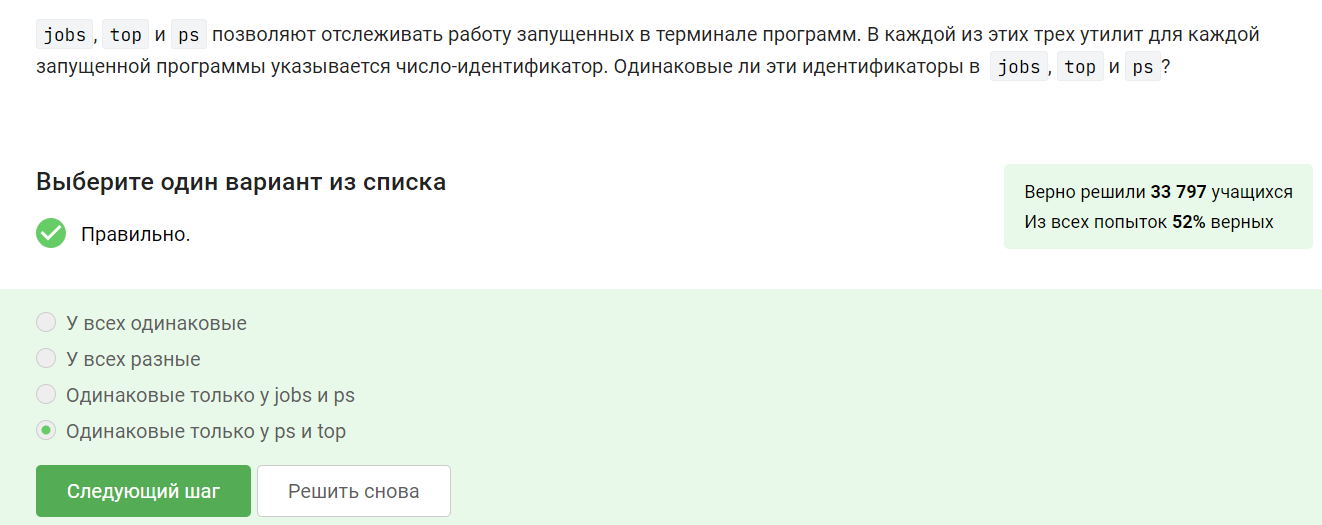 jobs, top и ps позволяют отслеживать работу запущенных в терминале программ. В каждой из этих трех утилит для каждой
запущенной программы указывается число-идентификатор. Одинаковые ли эти идентификаторы в jobs, top и ps?
Выберите один вариант из списка
Правильно.
Верно решили 33 797 учащихся
Из всех попыток 52% верных
У всех одинаковые
У всех разные
Одинаковые только у jobs и ps
Одинаковые только у ps и top
Следующий шаг
Решить снова